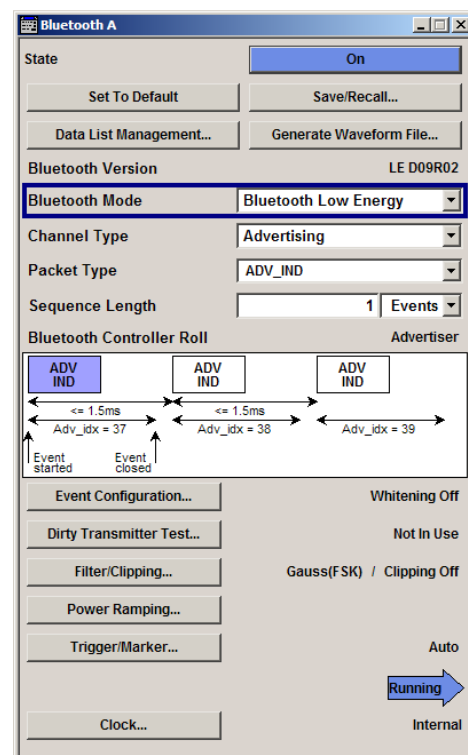 Bluetooth A
State On
Set To Default Save/Recall...
Data List Management... Generate Waveform File...
Bluetooth Version LE D09R02
Bluetooth Mode Bluetooth Low Energy
Channel Type Advertising
Packet Type ADV_IND
Sequence Length 1 Events
Bluetooth Controller Roll Advertiser
ADV ADV ADV
IND IND IND
<= 1.5ms <= 1.5ms
Adv_idx = 37 Adv_idx = 38 Adv_idx = 39
Event Event
started closed
Event Configuration... Whitening Off
Dirty Transmitter Test... Not In Use
Filter/Clipping... Gauss(FSK) / Clipping Off
Power Ramping...
Trigger/Marker... Auto
Running
Clock... Internal